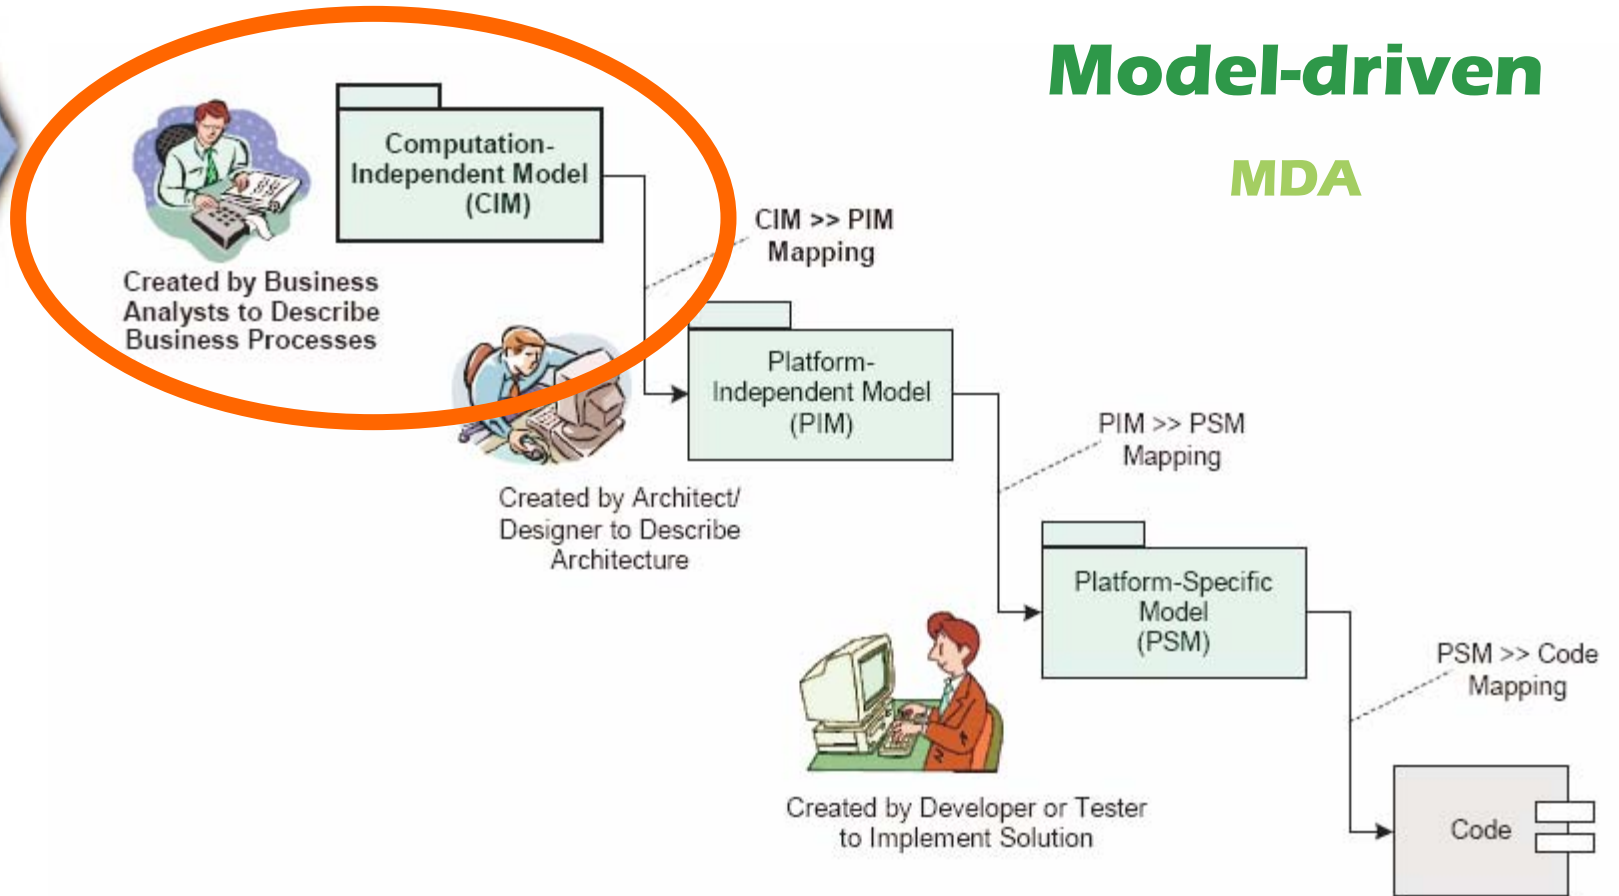 Model-driven
MDA
Computation-
Independent Model
(CIM)
CIM >> PIM
Mapping
Created by Business
Analysts to Describe
Business Processes
Platform-
Independent Model
(PIM)
PIM >> PSM
Mapping
Created by Architect/
Designer to Describe
Architecture
Platform-Specific
Model
(PSM)
PSM >> Code
Mapping
Created by Developer or Tester
to Implement Solution
Code